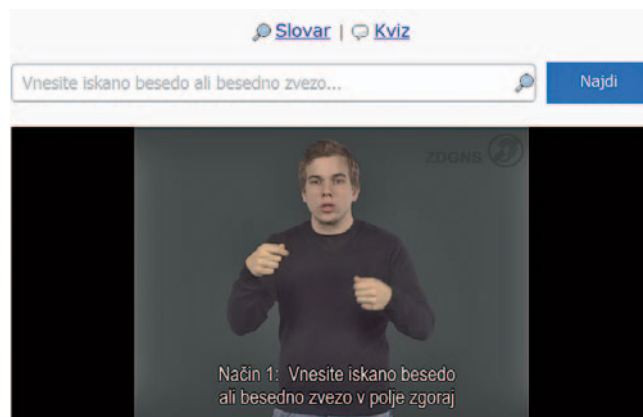 Slovar | Kviz
Vnesite iskano besedo ali besedno zvezo...
Najdi
ZDGNS
Način 1: Vnesite iskano besedo
ali besedno zvezo v polje zgoraj